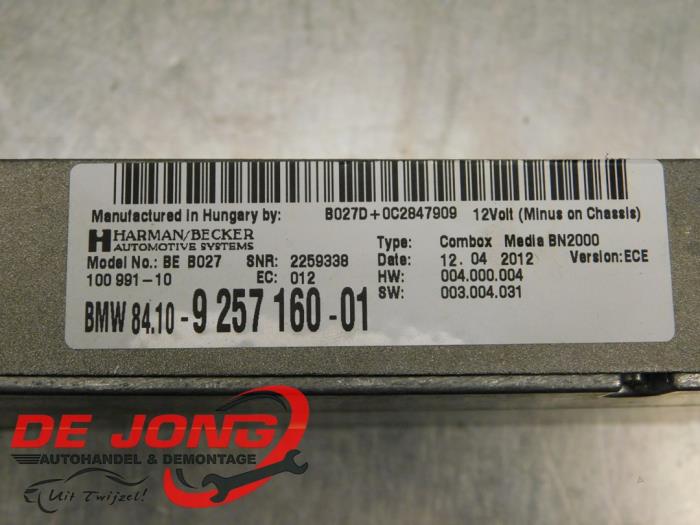 Manufactured in Hungary by: B027D+0C2847909 12Volt (Minus on Chassis)
HARMAN/BECKER
AUTOMOTIVE SYSTEMS
Type: Combox Media BN2000
Model No.: BE B027 SNR: 2259338 Date: 12. 04 2012 Version:ECE
100 991-10 EC: 012 HW: 004.000.004
SW: 003.004.031
BMW 84.10-9 257 160-01
DE JONG
AUTOHANDEL & DEMONTAGE
Uit Twijzel!